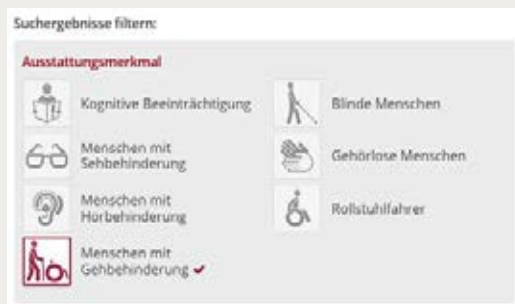 Suchergebnisse filtern:
Ausstattungsmerkmal
Kognitive Beeinträchtigung
Blinde Menschen
Menschen mit
Sehbehinderung
Gehörlose Menschen
Menschen mit
Hörbehinderung
Rollstuhlfahrer
Menschen mit
Gehbehinderung ✔